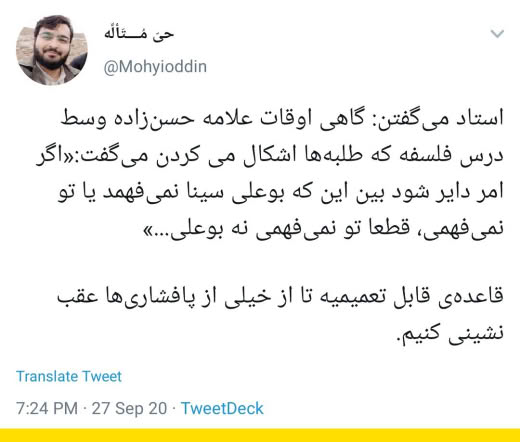 حیّ مُــتَألَّه
@Mohyioddin
استاد می‌گفتن: گاهی اوقات علامه حسن‌زاده وسط
درس فلسفه که طلبه‌ها اشکال می کردن می‌گفت:«اگر
امر دایر شود بین این که بوعلی سینا نمی‌فهمد یا تو
نمی‌فهمی، قطعا تو نمی‌فهمی نه بوعلی...»
قاعده‌ی قابل تعمیمیه تا از خیلی از پافشاری‌ها عقب
نشینی کنیم.
Translate Tweet
7:24 PM · 27 Sep 20 · TweetDeck